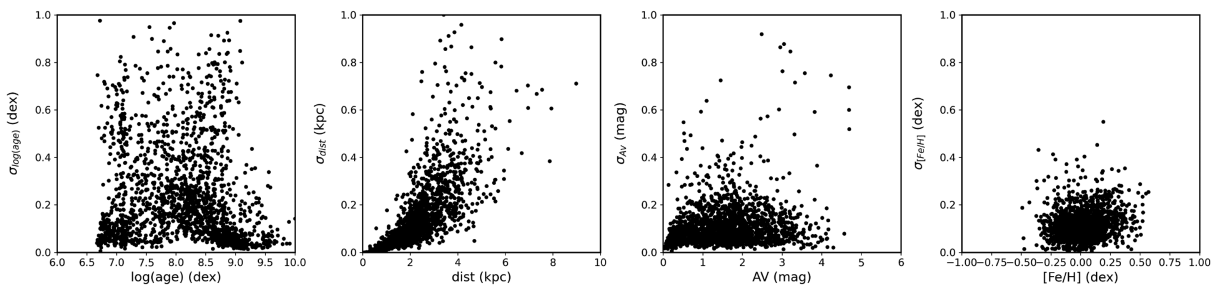 1.0
0.8
0.6
0.4
0.2
0.0
σlog(age) (dex)
6.0 6.5 7.0 7.5 8.0 8.5 9.0 9.5 10.0
log(age) (dex)
1.0
0.8
0.6
0.4
0.2
0.0
σdist (kpc)
0 2 4 6 8 10
dist (kpc)
1.0
0.8
0.6
0.4
0.2
0.0
σAv (mag)
0 1 2 3 4 5 6
AV (mag)
1.0
0.8
0.6
0.4
0.2
0.0
σ[Fe/H] (dex)
−1.00−0.75−0.50−0.25 0.00 0.25 0.50 0.75 1.00
[Fe/H] (dex)